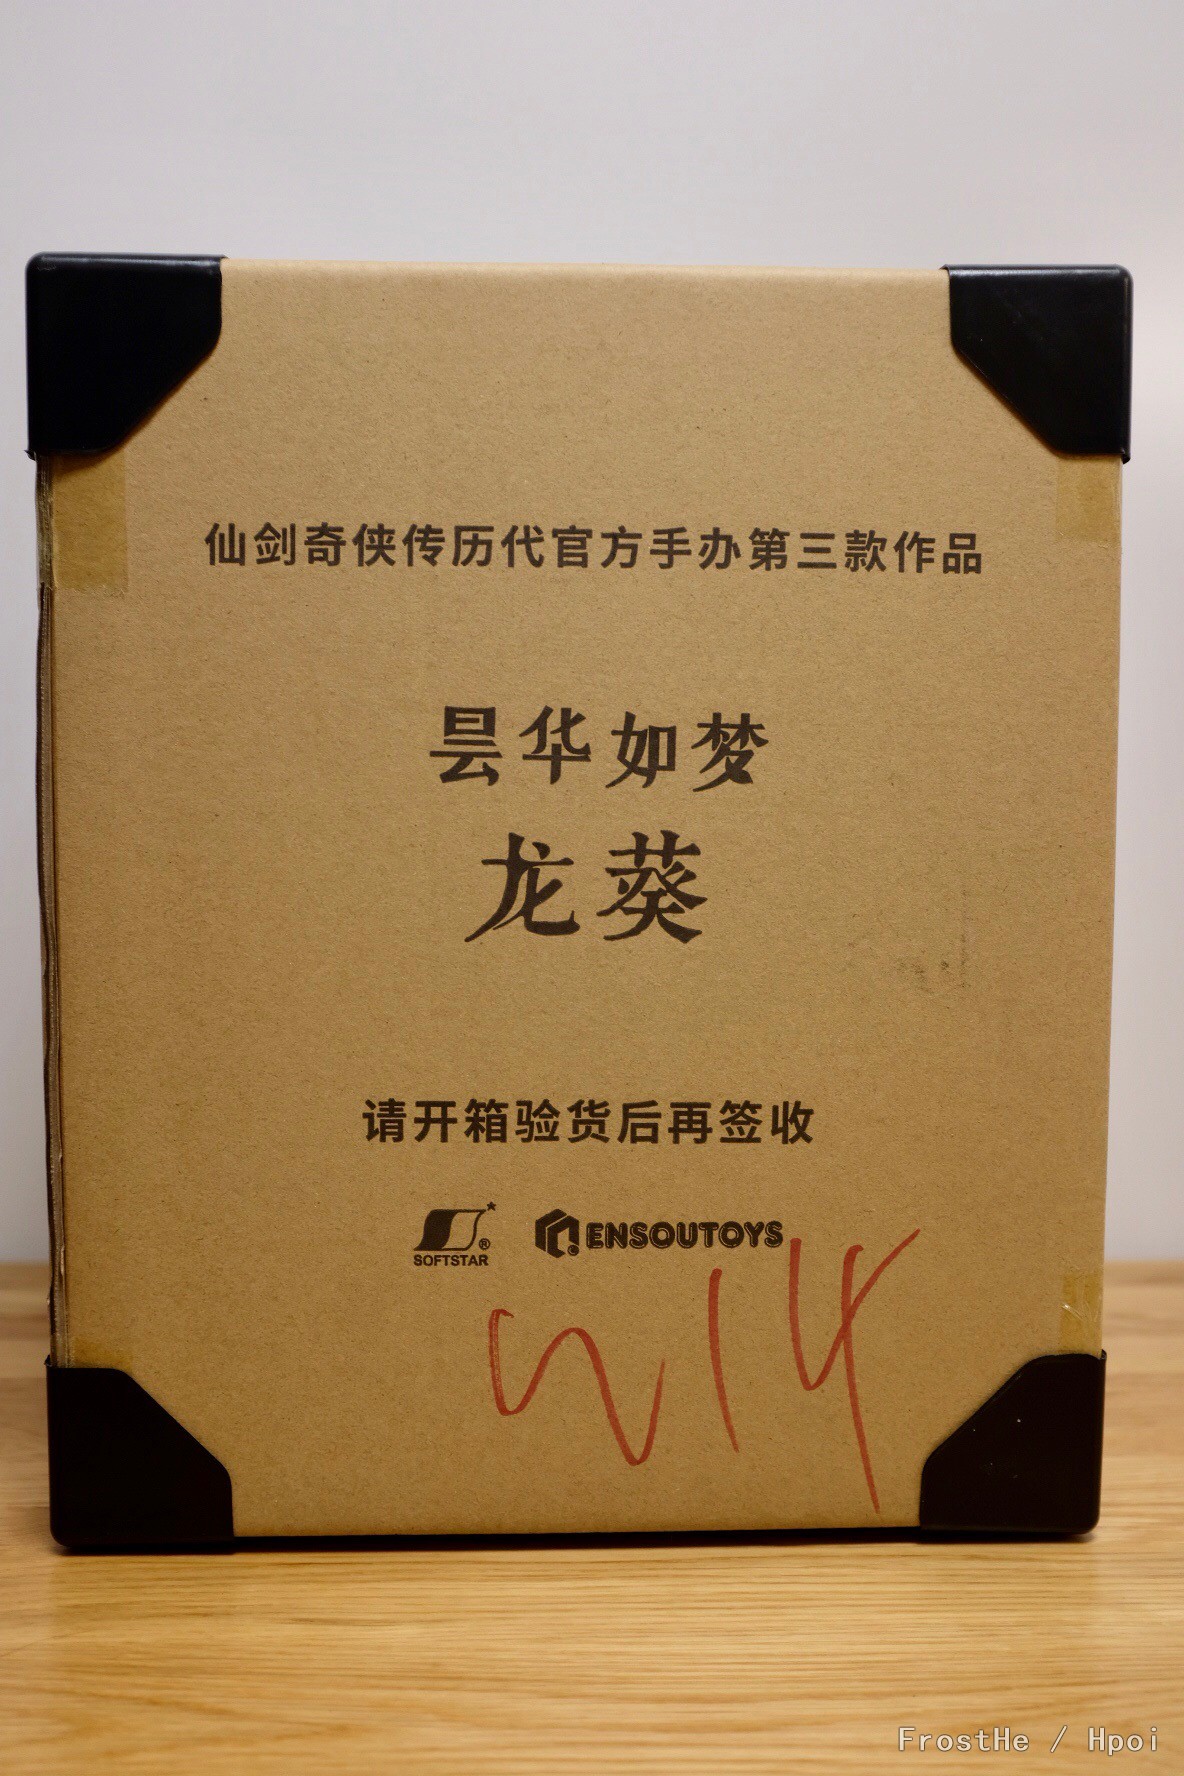 仙剑奇侠传历代官方手办第三款作品
昙华如梦
龙葵
请开箱验货后再签收
SOFTSTAR ®
ENSOUTOYS
214
FrostHe / Hpoi